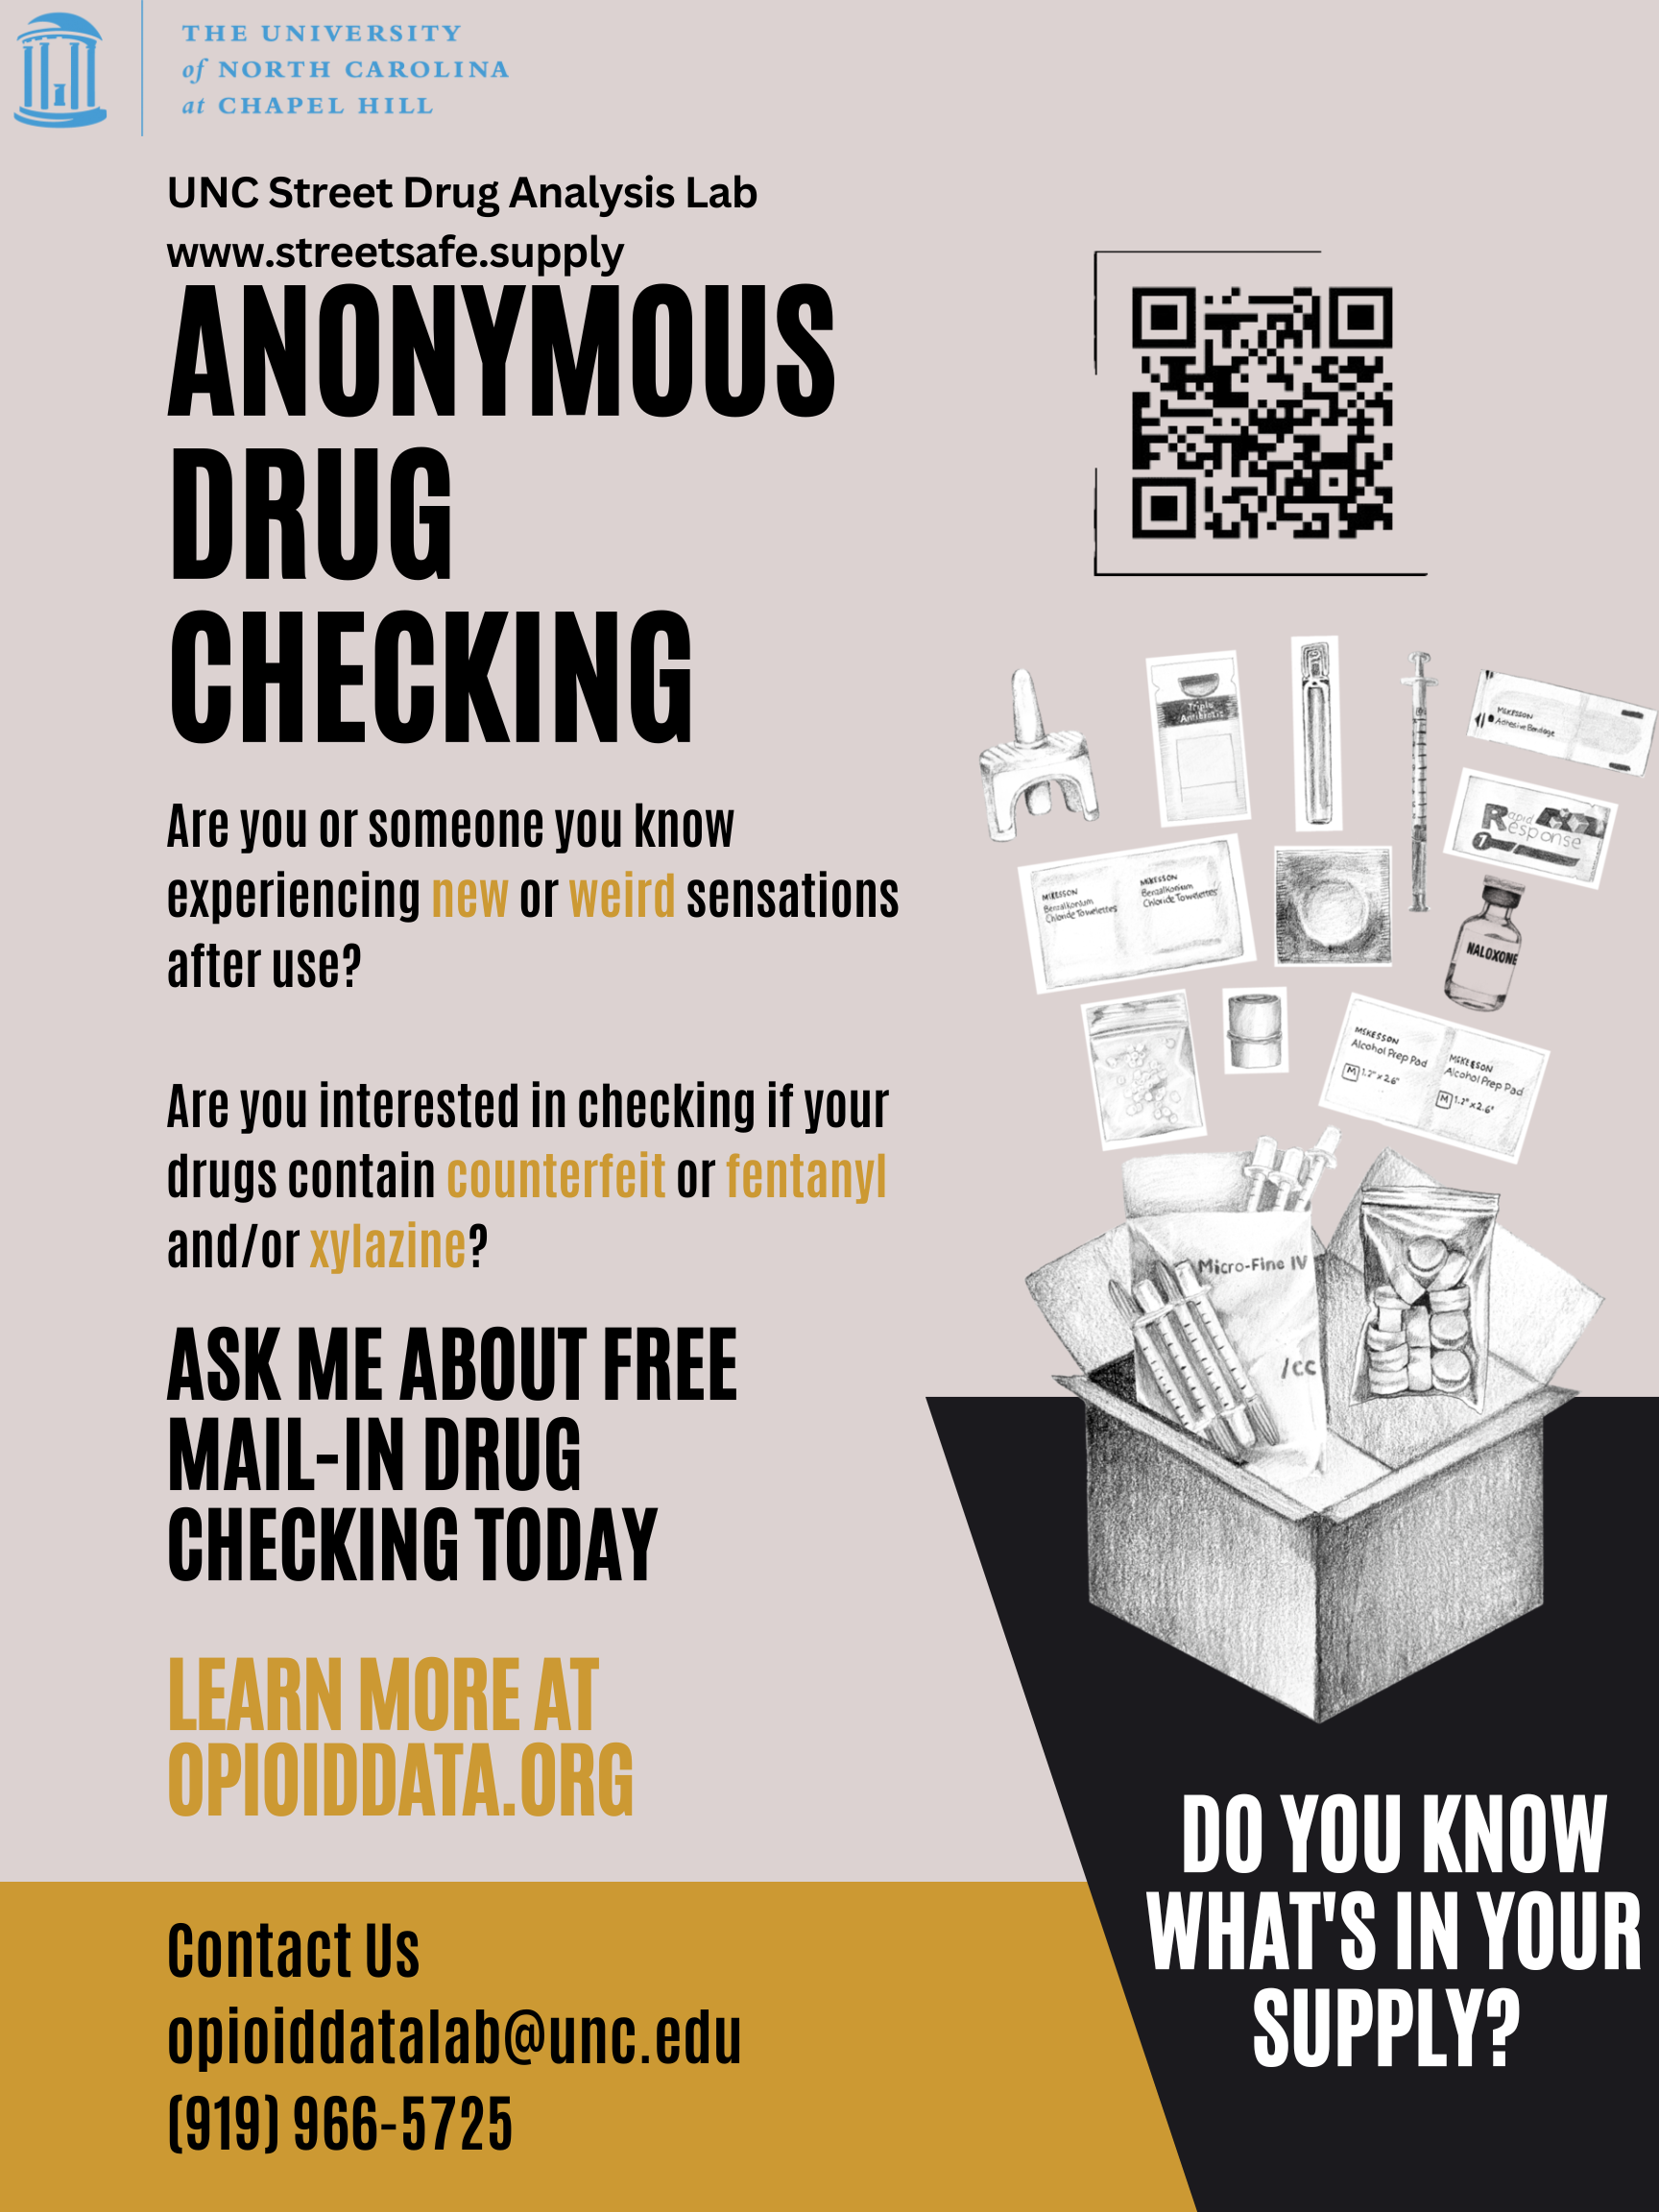 THE UNIVERSITY
of NORTH CAROLINA
at CHAPEL HILL
UNC Street Drug Analysis Lab
www.streetsafe.supply
ANONYMOUS
DRUG
CHECKING
Are you or someone you know
experiencing new or weird sensations
after use?
Are you interested in checking if your
drugs contain counterfeit or fentanyl
and/or xylazine?
ASK ME ABOUT FREE
MAIL-IN DRUG
CHECKING TODAY
LEARN MORE AT
OPIOIDDATA.ORG
Contact Us
opioiddatalab@unc.edu
(919) 966-5725
Triple
Antibiotic
MCKESSON
Adhesive Bandage
Rapid
Response
7
MCKESSON
Benzalkonium
Chloride Towelettes
MCKESSON
Benzalkonium
Chloride Towelettes
NALOXONE
MSKESSON
Alcohol Prep Pad
M 1.2" x 2.6"
MSKESSON
Alcohol Prep Pad
M 1.2" x 2.6"
Micro-Fine IV
/cc
DO YOU KNOW
WHAT'S IN YOUR
SUPPLY?